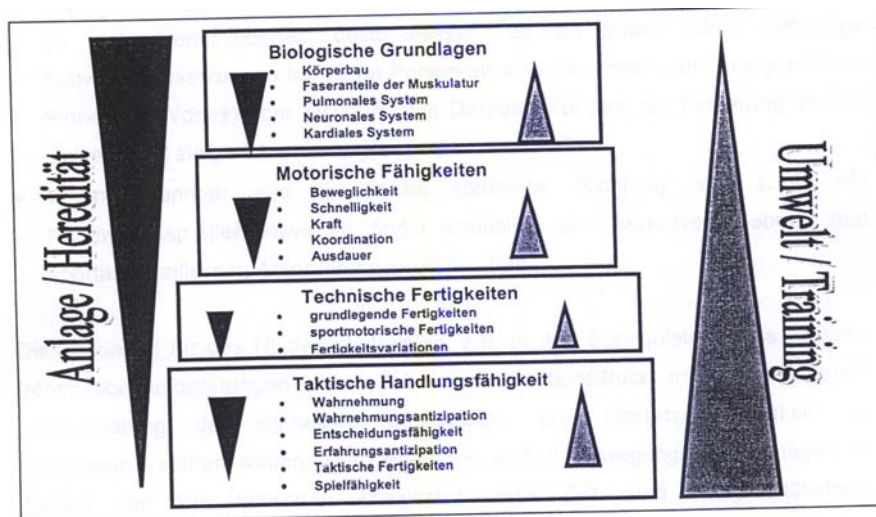 Anlage /Heredität
Biologische Grundlagen
• Körperbau
• Faseranteile der Muskulatur
• Pulmonales System
• Neuronales System
• Kardiales System
Motorische Fähigkeiten
• Beweglichkeit
• Schnelligkeit
• Kraft
• Koordination
• Ausdauer
Technische Fertigkeiten
• grundlegende Fertigkeiten
• sportmotorische Fertigkeiten
• Fertigkeitsvariationen
Taktische Handlungsfähigkeit
• Wahrnehmung
• Wahrnehmungsantizipation
• Entscheidungsfähigkeit
• Erfahrungsantizipation
• Taktische Fertigkeiten
• Spielfähigkeit
Umwelt / Training